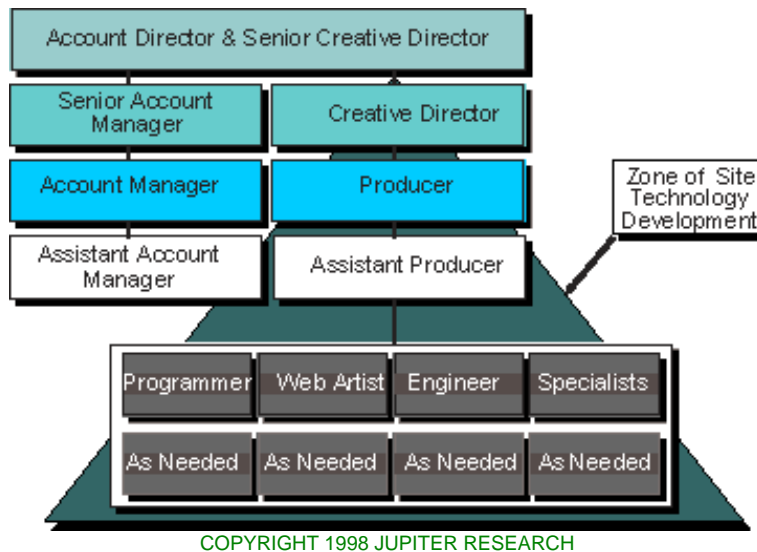 Account Director & Senior Creative Director
Senior Account
Manager
Creative Director
Account Manager
Producer
Zone of Site
Technology
Development
Assistant Account
Manager
Assistant Producer
Programmer
Web Artist
Engineer
Specialists
As Needed
As Needed
As Needed
As Needed
COPYRIGHT 1998 JUPITER RESEARCH